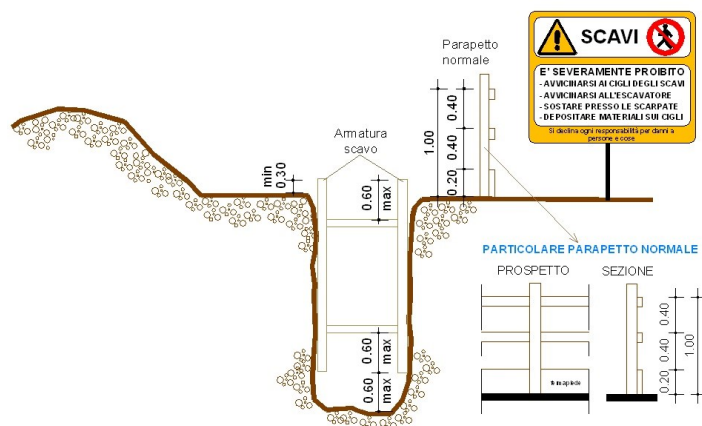 SCAVI
E' SEVERAMENTE PROIBITO
- AVVICINARSI AI CIGLI DEGLI SCAVI
- AVVICINARSI ALL'ESCAVATORE
- SOSTARE PRESSO LE SCARPATE
- DEPOSITARE MATERIALI SUI CIGLI
Si declina ogni responsabilità per danni a
persone e cose
Parapetto
normale
1.00
0.40
0.40
0.20
Armatura
scavo
min
0.30
0.60
max
0.60
max
0.60
max
PARTICOLARE PARAPETTO NORMALE
PROSPETTO
SEZIONE
0.40
0.40
0.20
1.00